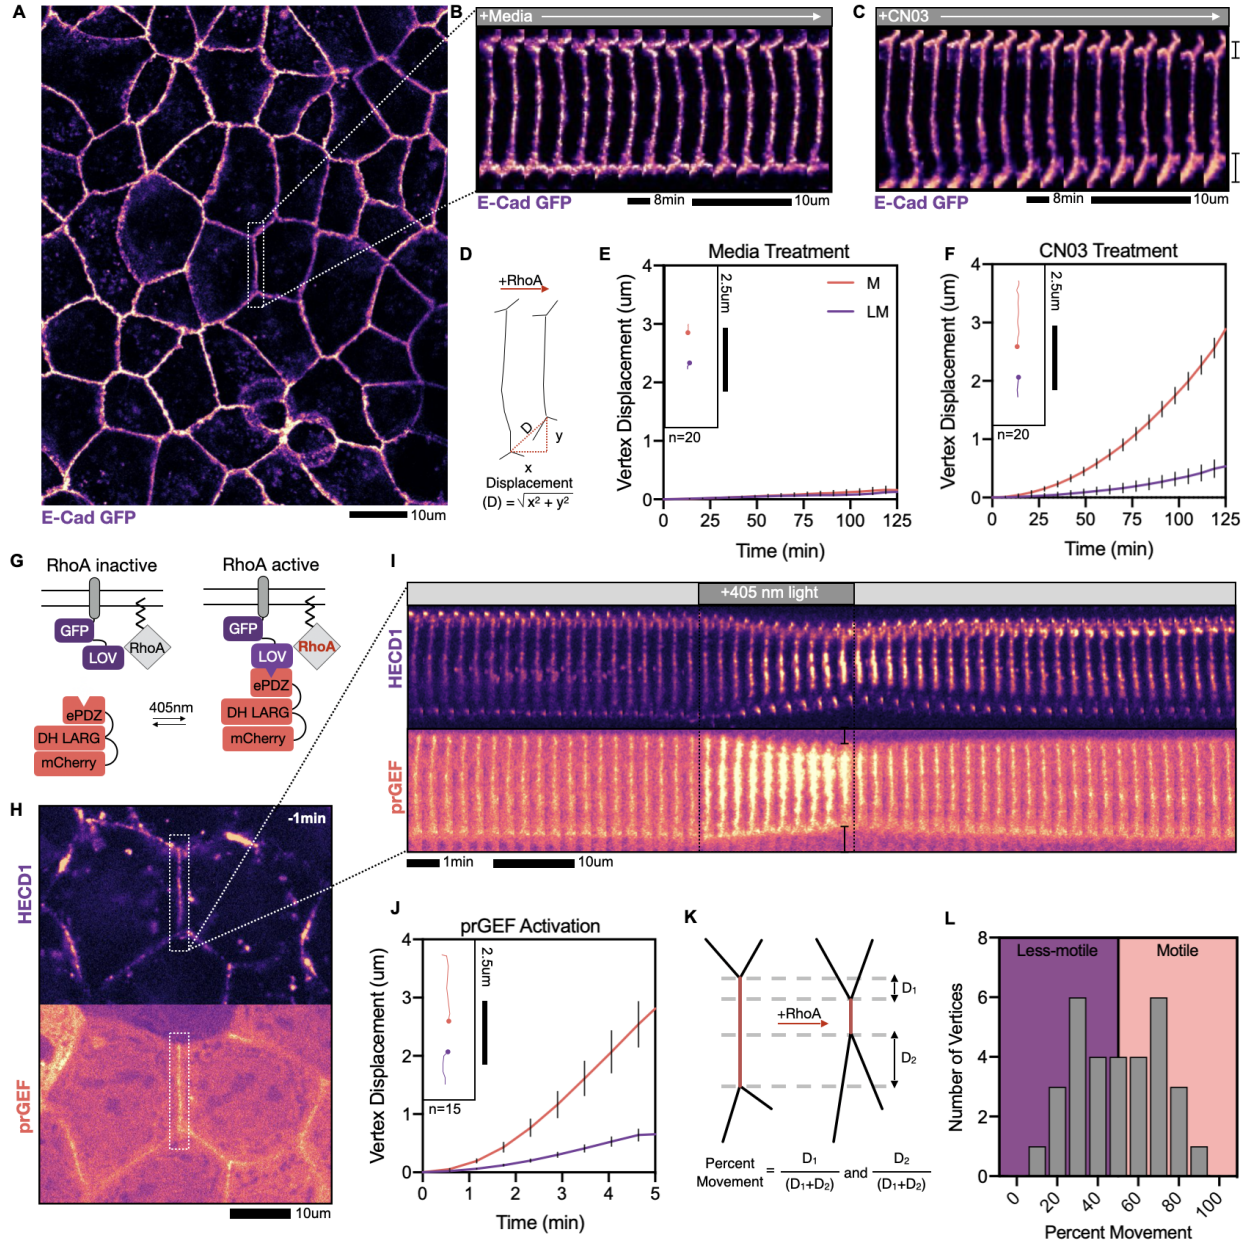 A
E-Cad GFP
10um
B
+Media
E-Cad GFP
8min
10um
C
+CN03
E-Cad GFP
8min
10um
D
+RhoA
D
y
x
Displacement
(D) = √x² + y²
E
Media Treatment
Vertex Displacement (um)
4
3
2
1
0
2.5um
n=20
M
LM
0 25 50 75 100 125
Time (min)
F
CN03 Treatment
Vertex Displacement (um)
4
3
2
1
0
2.5um
n=20
0 25 50 75 100 125
Time (min)
G
RhoA inactive
GFP
LOV
RhoA
ePDZ
DH LARG
mCherry
405nm
RhoA active
GFP
LOV
RhoA
ePDZ
DH LARG
mCherry
H
-1min
HECD1
prGEF
10um
I
+405 nm light
HECD1
prGEF
1min
10um
J
prGEF Activation
Vertex Displacement (um)
4
3
2
1
0
2.5um
n=15
0 1 2 3 4 5
Time (min)
K
D₁
+RhoA
D₂
Percent Movement = D₁ / (D₁+D₂) and D₂ / (D₁+D₂)
L
Less-motile
Motile
Number of Vertices
8
6
4
2
0
0 20 40 60 80 100
Percent Movement